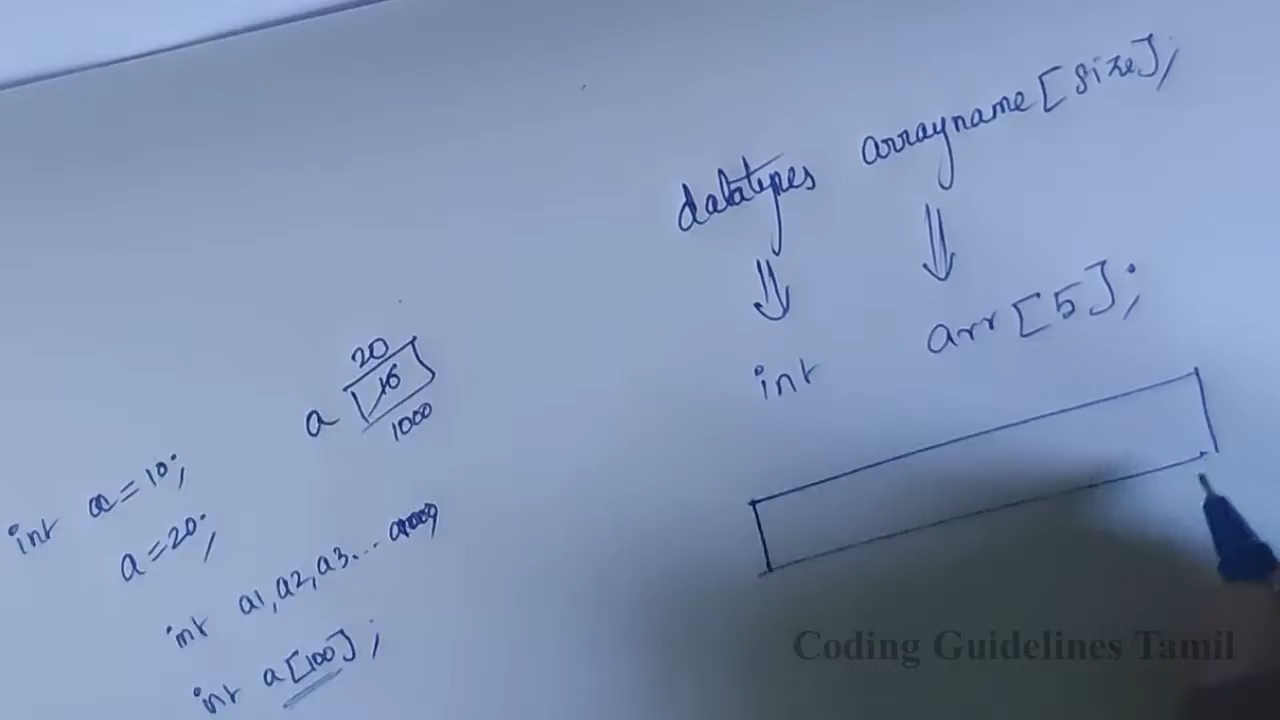 datatypes arrayname[size];
int arr[5];
20
a 10
1000
int a=10;
a=20;
int a1,a2,a3...
int a[100];
Coding Guidelines Tamil